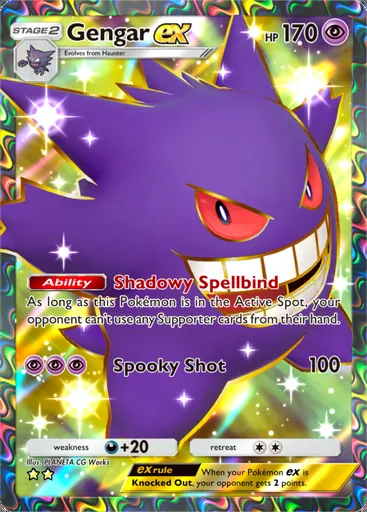 STAGE 2 Gengar ex HP 170
Evolves from Haunter
Ability Shadowy Spellbind
As long as this Pokémon is in the Active Spot, your
opponent can't use any Supporter cards from their hand.
Spooky Shot 100
weakness +20 retreat
Illus. PLANETA CG Works
ex rule When your Pokémon ex is
Knocked Out, your opponent gets 2 points.